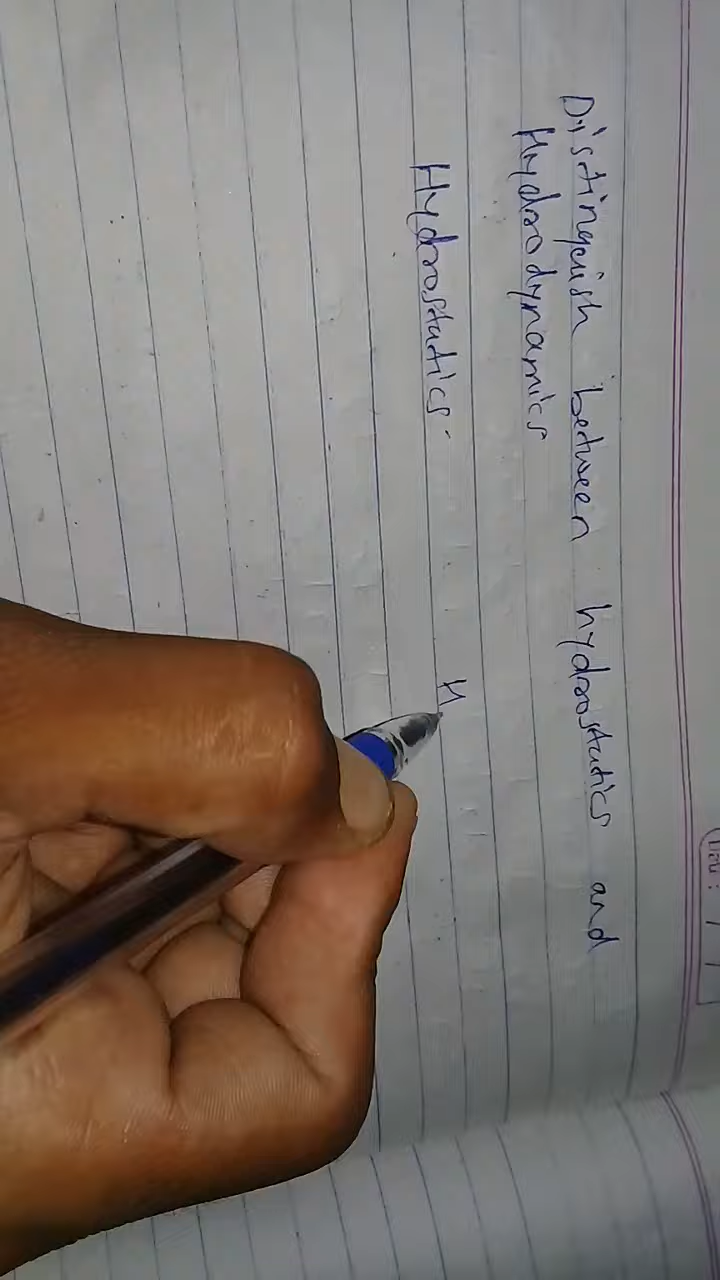 Distinguish between hydrostatics and
Hydrodynamics
Hydrostatics- H